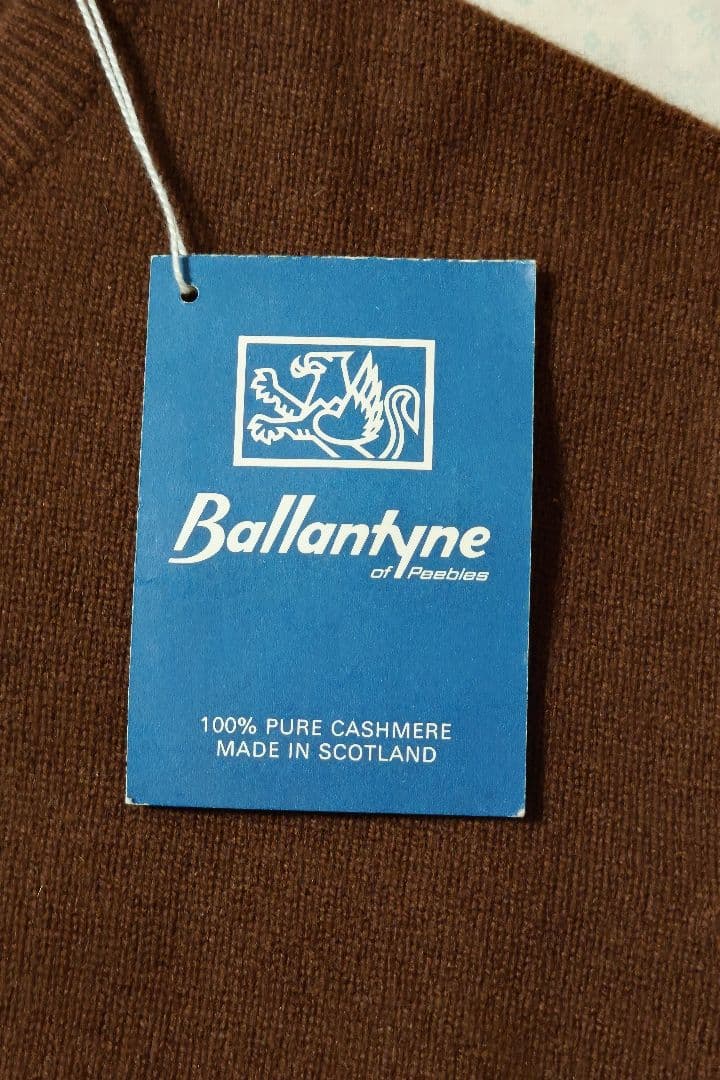 Ballantyne
of Peebles
100% PURE CASHMERE
MADE IN SCOTLAND